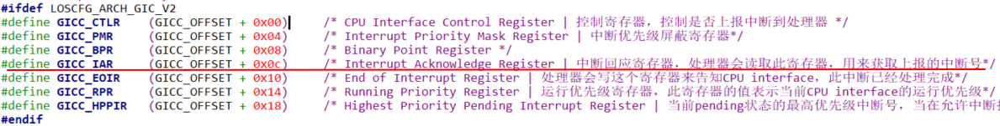 #ifdef LOSCFG_ARCH_GIC_V2
#define GICC_CTLR (GICC_OFFSET + 0x00) /* CPU Interface Control Register | 控制寄存器，控制是否上报中断到处理器 */
#define GICC_PMR (GICC_OFFSET + 0x04) /* Interrupt Priority Mask Register | 中断优先级屏蔽寄存器*/
#define GICC_BPR (GICC_OFFSET + 0x08) /* Binary Point Register */
#define GICC_IAR (GICC_OFFSET + 0x0c) /* Interrupt Acknowledge Register | 中断回应寄存器，处理器会读取此寄存器，用来获取上报的中断号*/
#define GICC_EOIR (GICC_OFFSET + 0x10) /* End of Interrupt Register | 处理器会写这个寄存器来告知CPU interface，此中断已经处理完成*/
#define GICC_RPR (GICC_OFFSET + 0x14) /* Running Priority Register | 运行优先级寄存器，此寄存器的值表示当前CPU interface的运行优先级*/
#define GICC_HPPIR (GICC_OFFSET + 0x18) /* Highest Priority Pending Interrupt Register | 当前pending状态的最高优先级中断号，当在允许中断
#endif